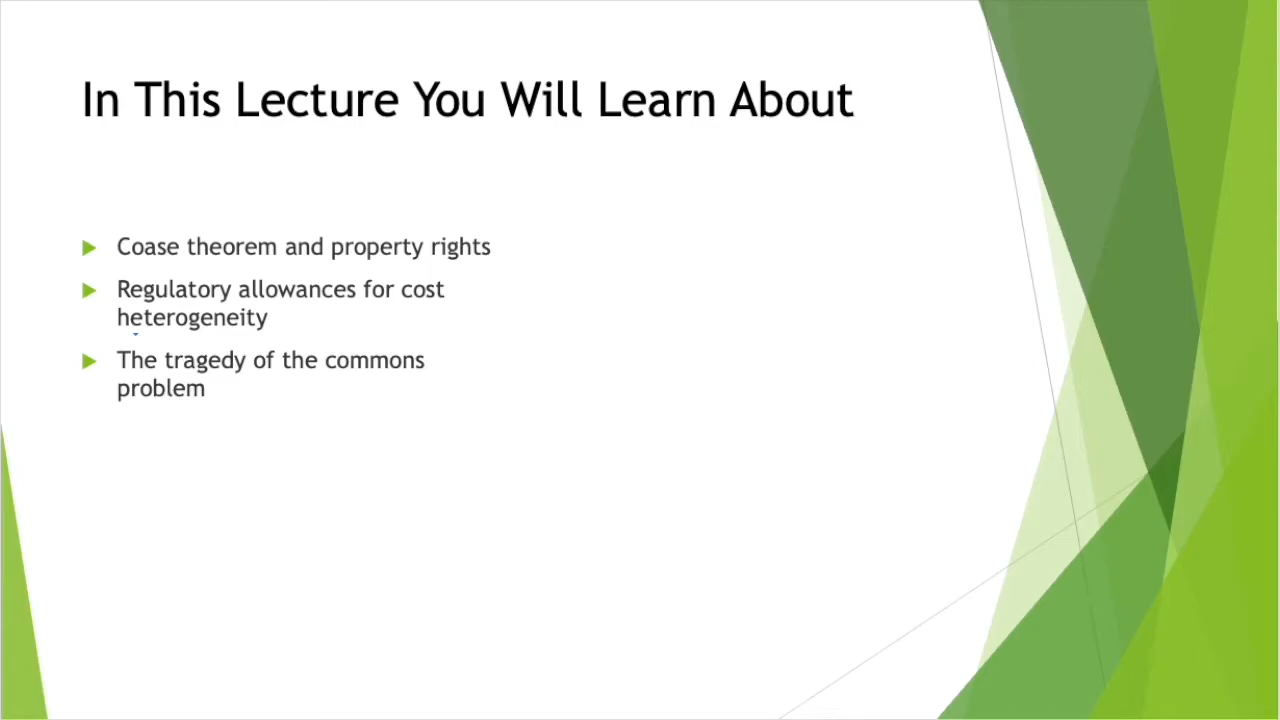 In This Lecture You Will Learn About
Coase theorem and property rights
Regulatory allowances for cost
heterogeneity
The tragedy of the commons
problem